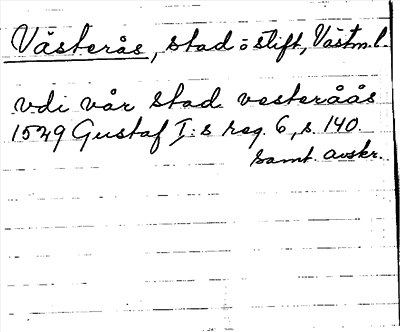 Västerås, stad o stift, Västm.l.
vdi vår stad vesteråås
1529 Gustaf I:s reg. 6, s. 140.
samt. avskr.